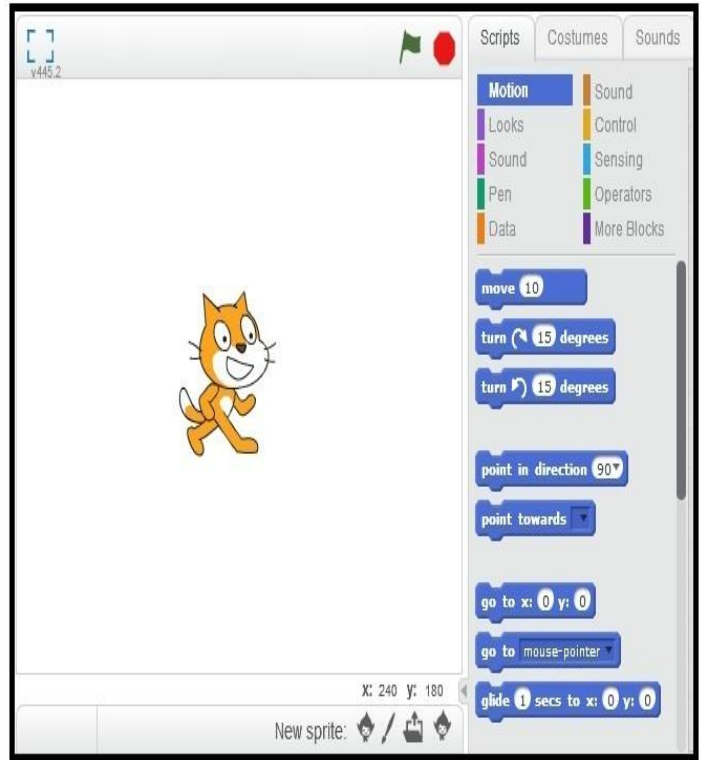 v445.2
Scripts Costumes Sounds
Motion Sound
Looks Control
Sound Sensing
Pen Operators
Data More Blocks
move 10
turn 15 degrees
turn 15 degrees
point in direction 90
point towards
go to x: 0 y: 0
go to mouse-pointer
glide 1 secs to x: 0 y: 0
X: 240 y: 180
New sprite: